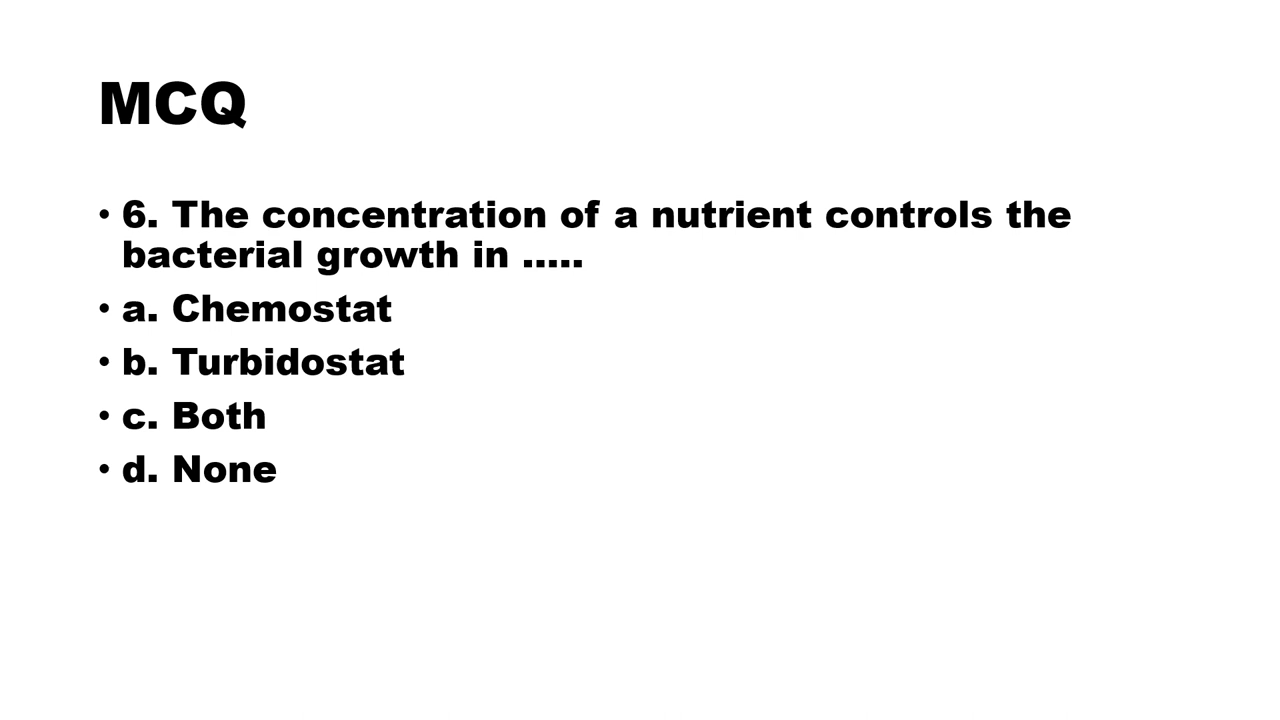 MCQ
• 6. The concentration of a nutrient controls the
bacterial growth in .....
• a. Chemostat
• b. Turbidostat
• c. Both
• d. None